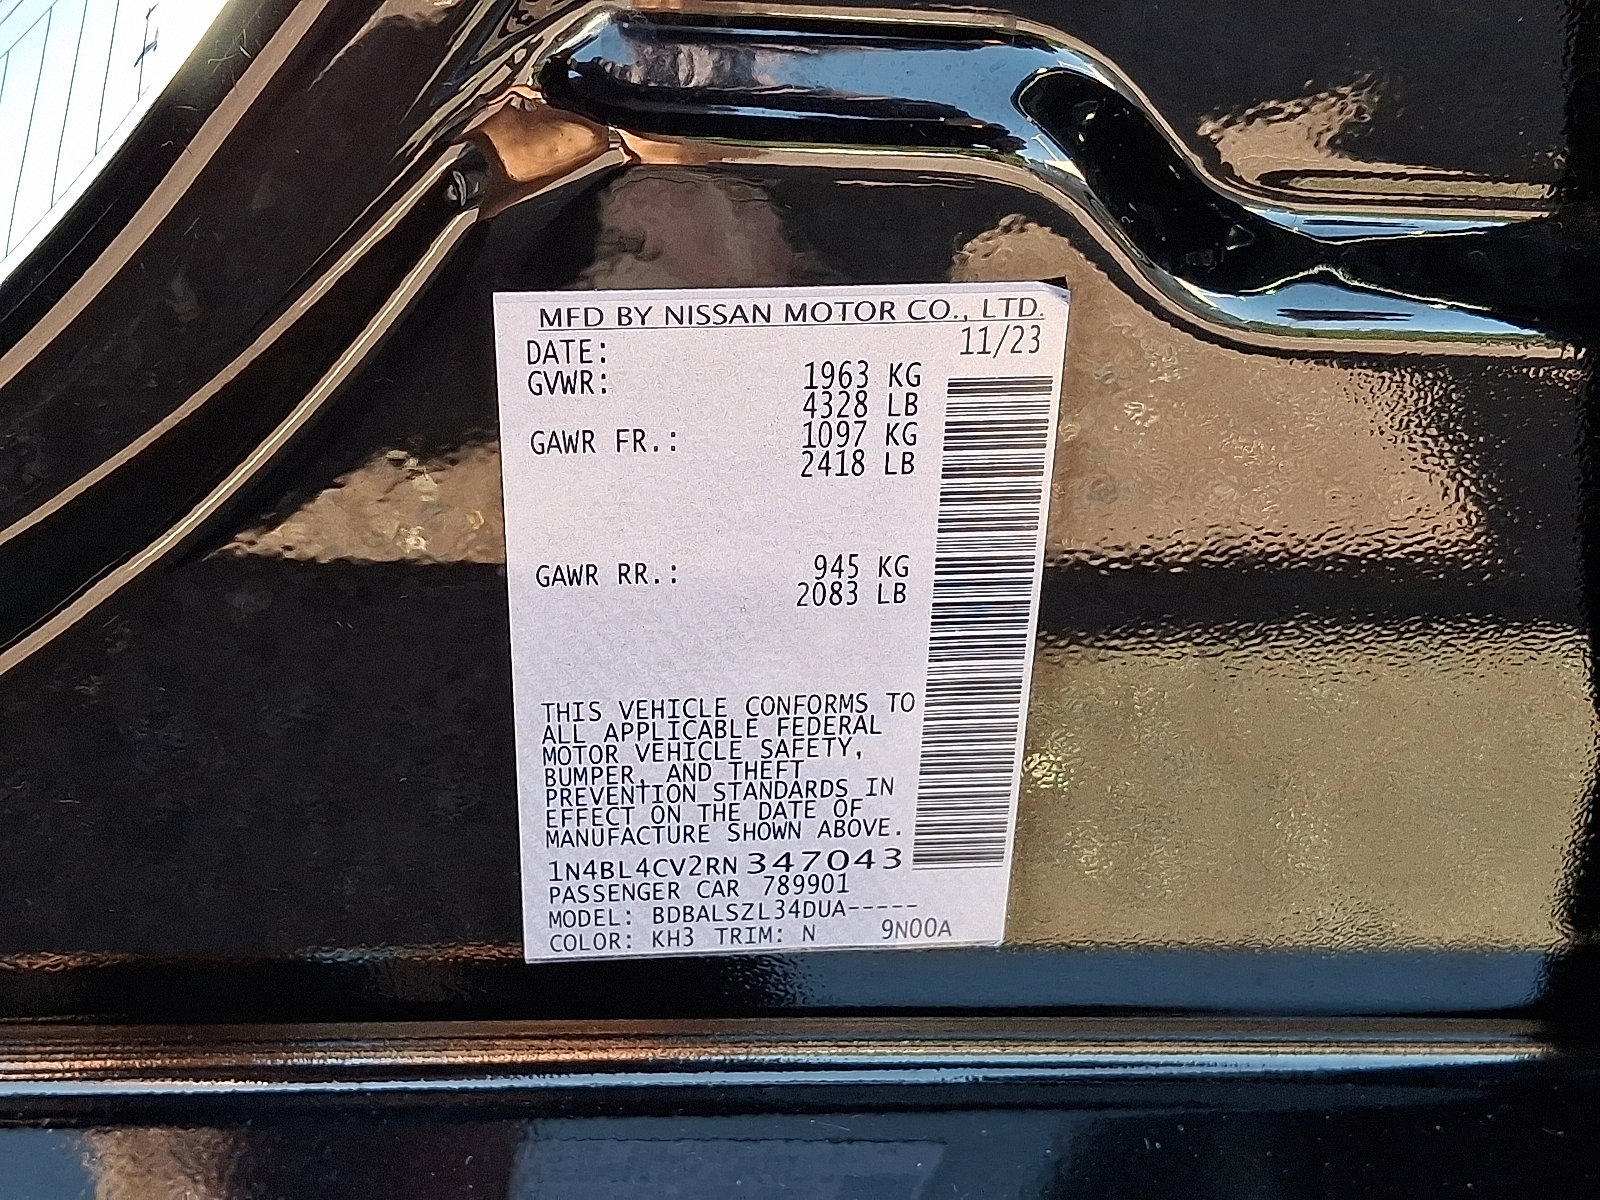 MFD BY NISSAN MOTOR CO., LTD.
DATE: 11/23
GVWR: 1963 KG
4328 LB
GAWR FR.: 1097 KG
2418 LB
GAWR RR.: 945 KG
2083 LB
THIS VEHICLE CONFORMS TO
ALL APPLICABLE FEDERAL
MOTOR VEHICLE SAFETY,
BUMPER, AND THEFT
PREVENTION STANDARDS IN
EFFECT ON THE DATE OF
MANUFACTURE SHOWN ABOVE.
1N4BL4CV2RN 347043
PASSENGER CAR 789901
MODEL: BDBALSZL34DUA-----
COLOR: KH3 TRIM: N 9N00A